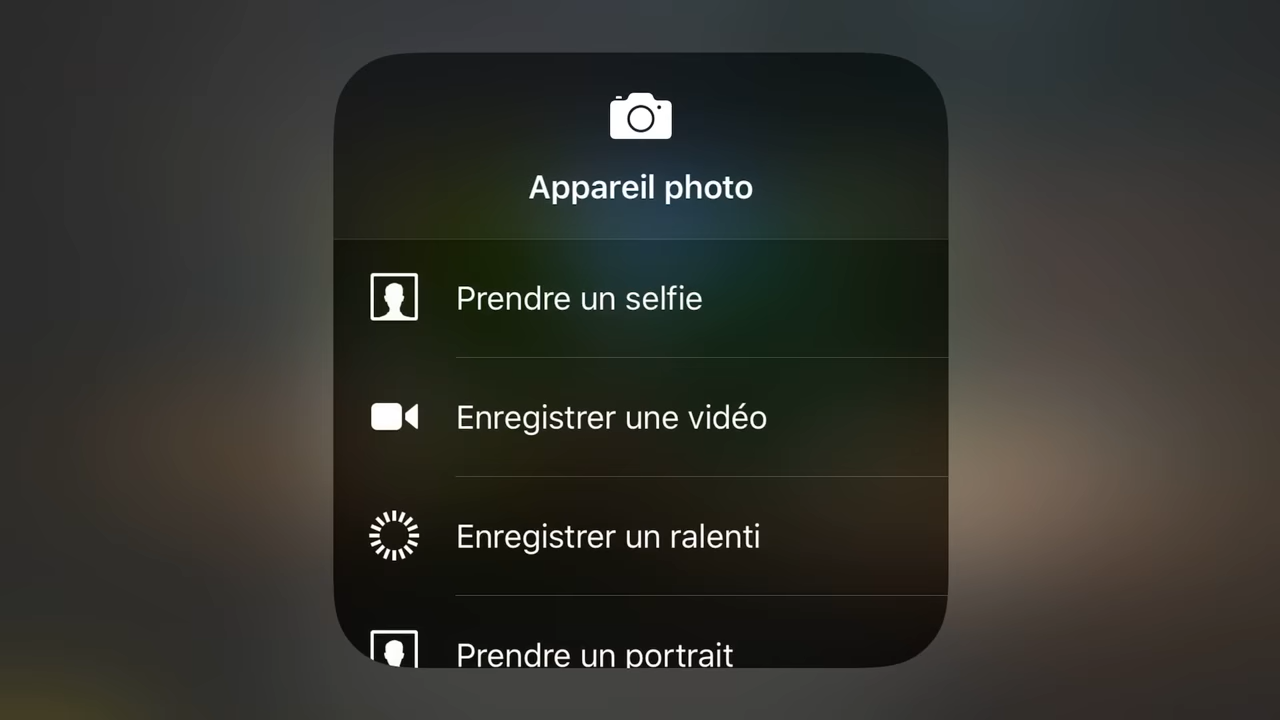 Appareil photo
Prendre un selfie
Enregistrer une vidéo
Enregistrer un ralenti
Prendre un portrait